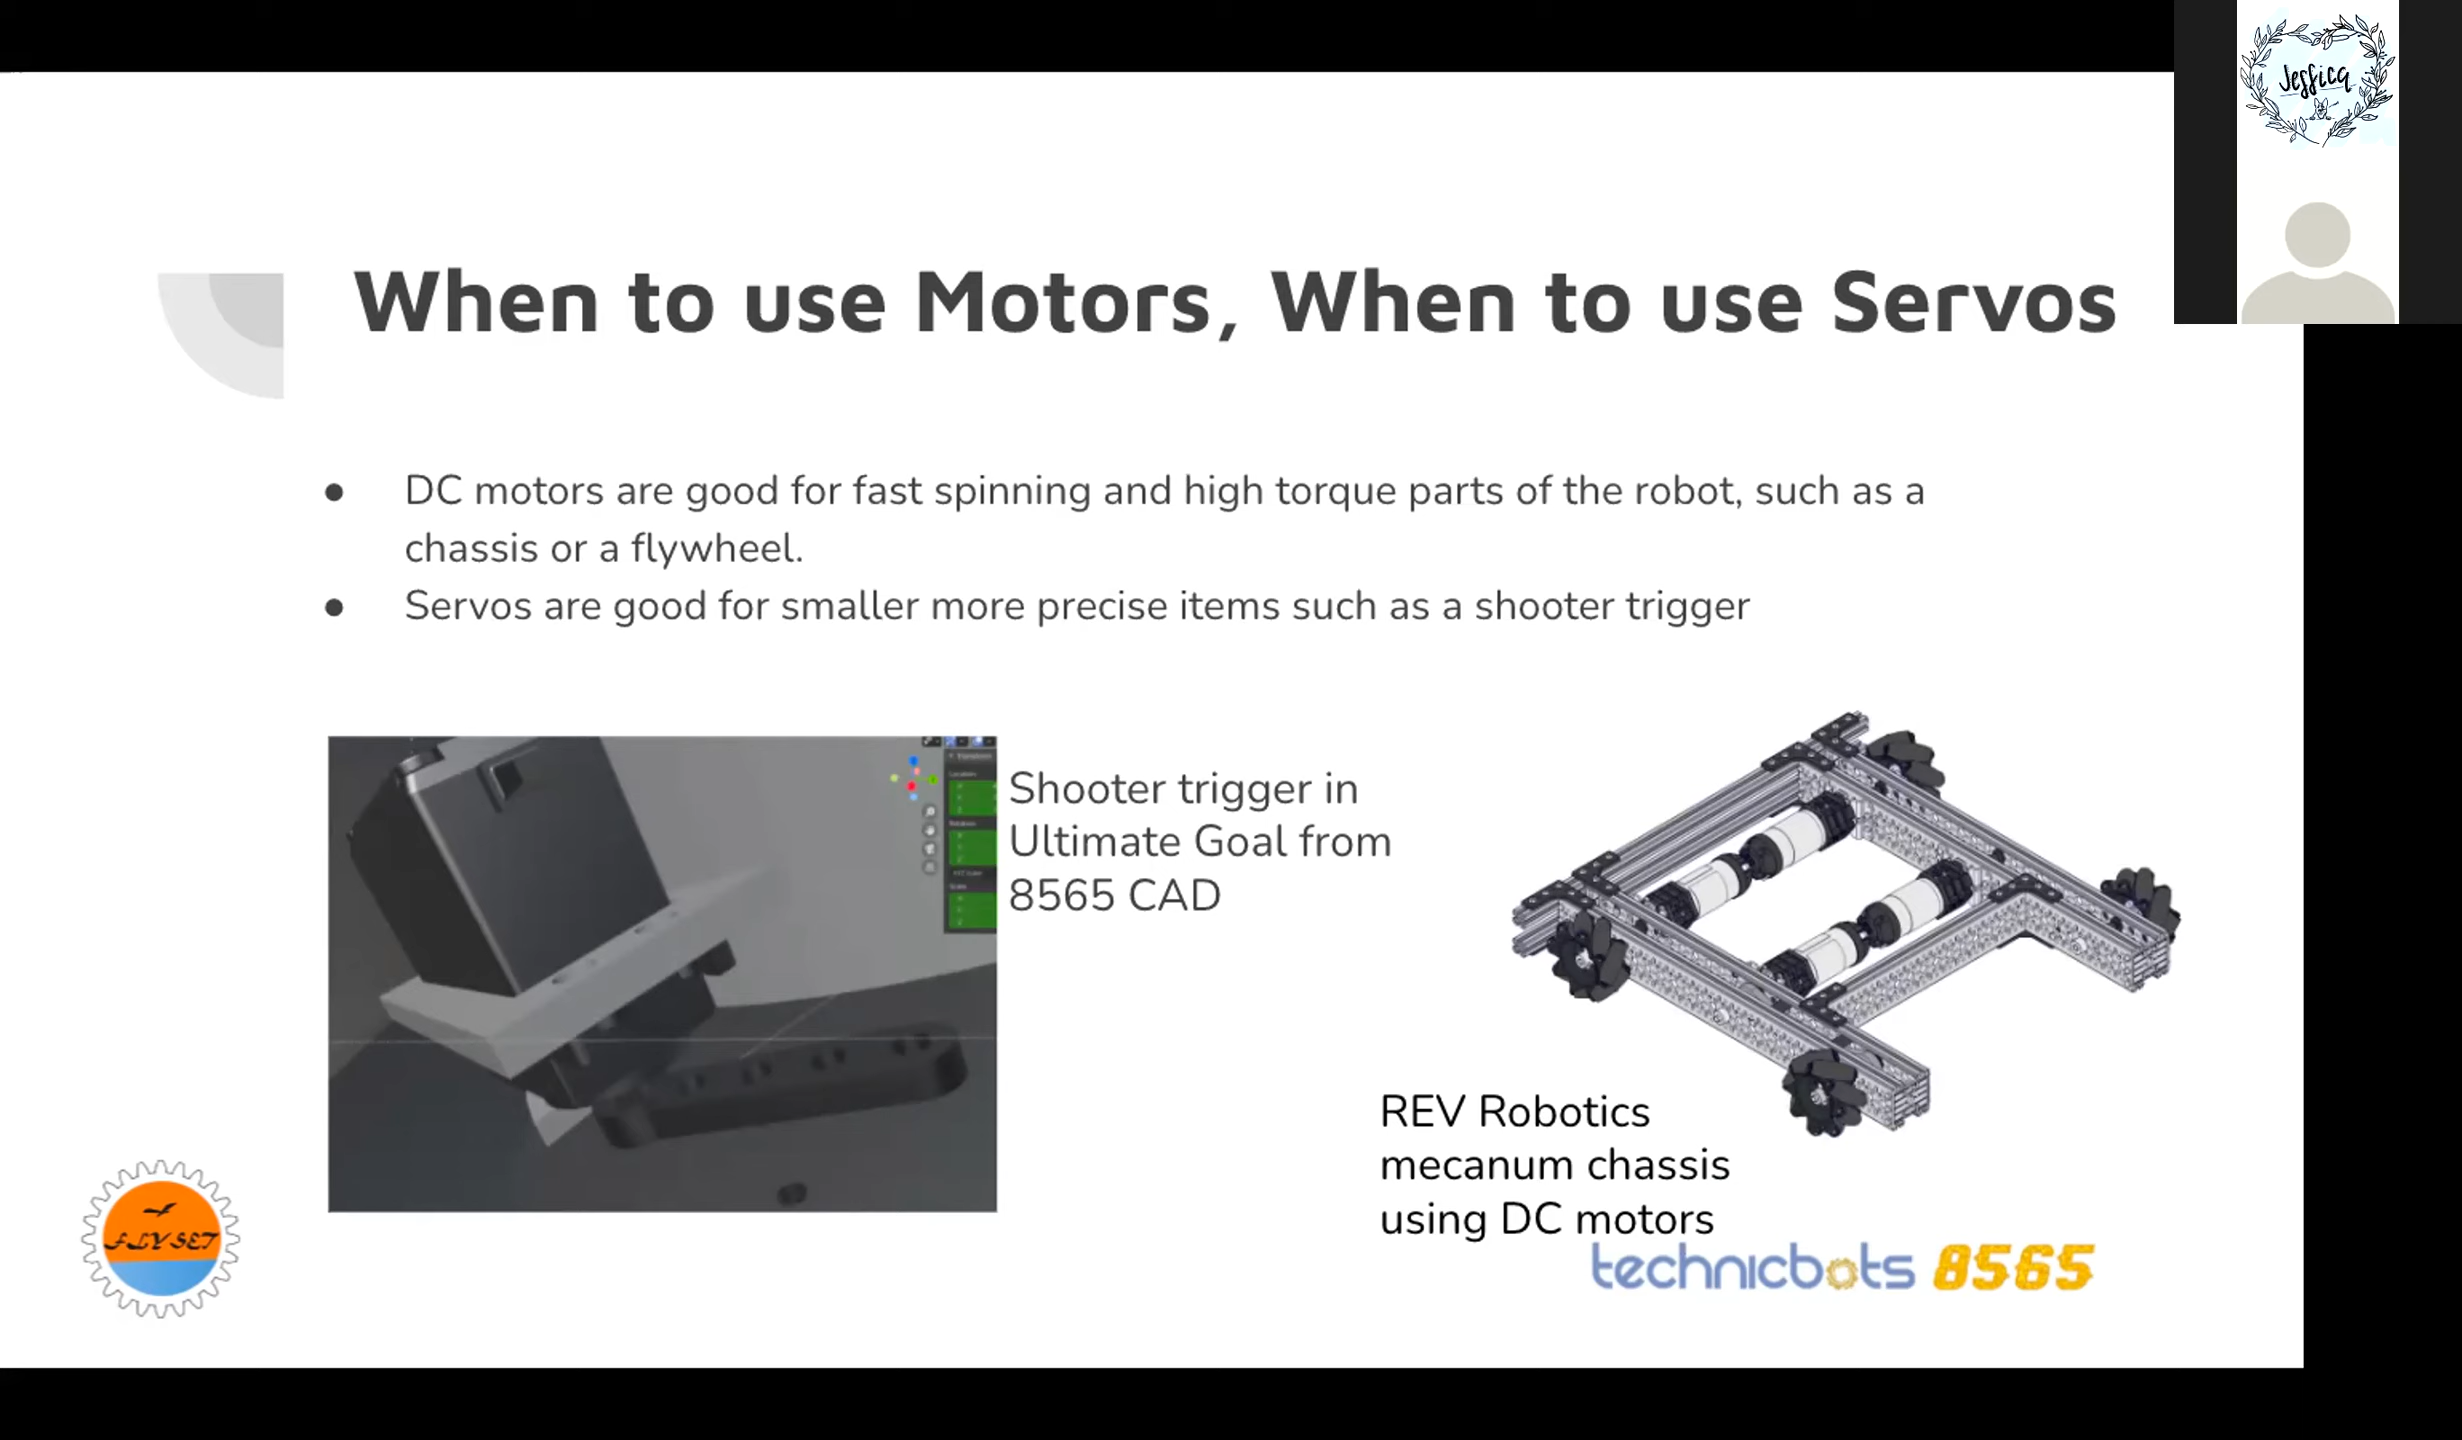 Jessica
When to use Motors, When to use Servos
● DC motors are good for fast spinning and high torque parts of the robot, such as a
chassis or a flywheel.
● Servos are good for smaller more precise items such as a shooter trigger
Shooter trigger in
Ultimate Goal from
8565 CAD
REV Robotics
mecanum chassis
using DC motors
FLY SET
technicbots 8565